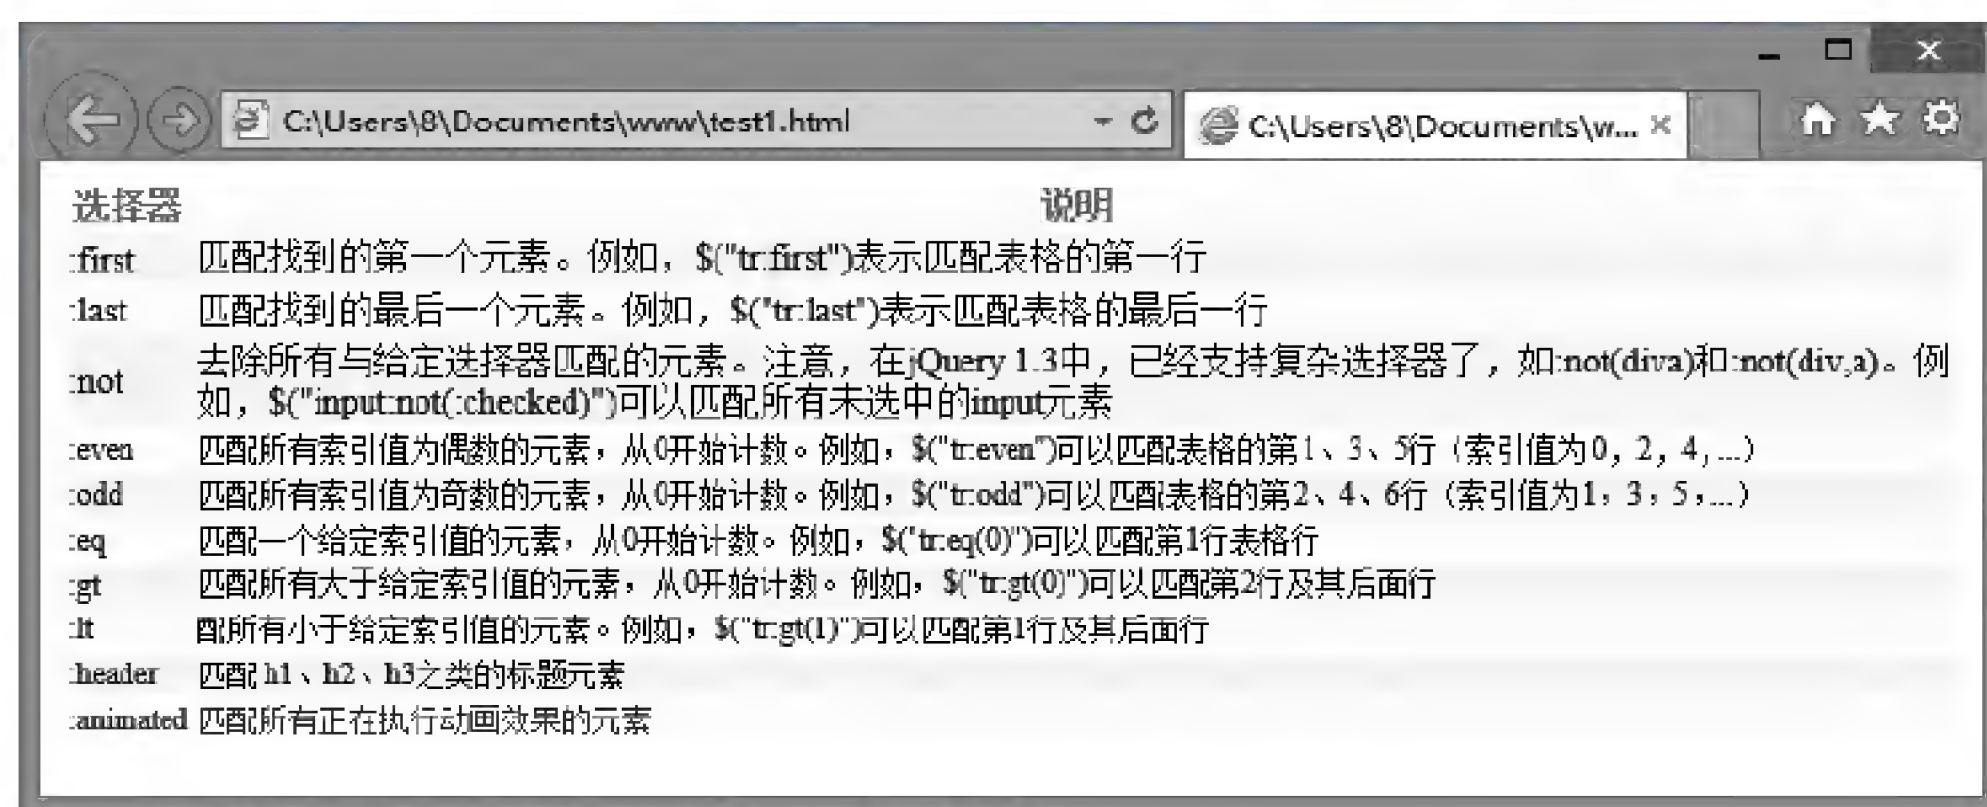 C:\Users\8\Documents\www\test1.html
C:\Users\8\Documents\w...
选择器 说明
:first 匹配找到的第一个元素。例如，$("tr:first")表示匹配表格的第一行
:last 匹配找到的最后一个元素。例如，$("tr:last")表示匹配表格的最后一行
:not 去除所有与给定选择器匹配的元素。注意，在jQuery 1.3中，已经支持复杂选择器了，如:not(diva)和:not(div,a)。例
如，$("input:not(:checked)")可以匹配所有未选中的input元素
:even 匹配所有索引值为偶数的元素，从0开始计数。例如，$("tr:even")可以匹配表格的第1、3、5行（索引值为0，2，4，...）
:odd 匹配所有索引值为奇数的元素，从0开始计数。例如，$("tr:odd")可以匹配表格的第2、4、6行（索引值为1，3，5，...）
:eq 匹配一个给定索引值的元素，从0开始计数。例如，$("tr:eq(0)")可以匹配第1行表格行
:gt 匹配所有大于给定索引值的元素，从0开始计数。例如，$("tr:gt(0)")可以匹配第2行及其后面行
:lt 配所有小于给定索引值的元素。例如，$("tr:gt(1)")可以匹配第1行及其后面行
:header 匹配 h1、h2、h3之类的标题元素
:animated 匹配所有正在执行动画效果的元素